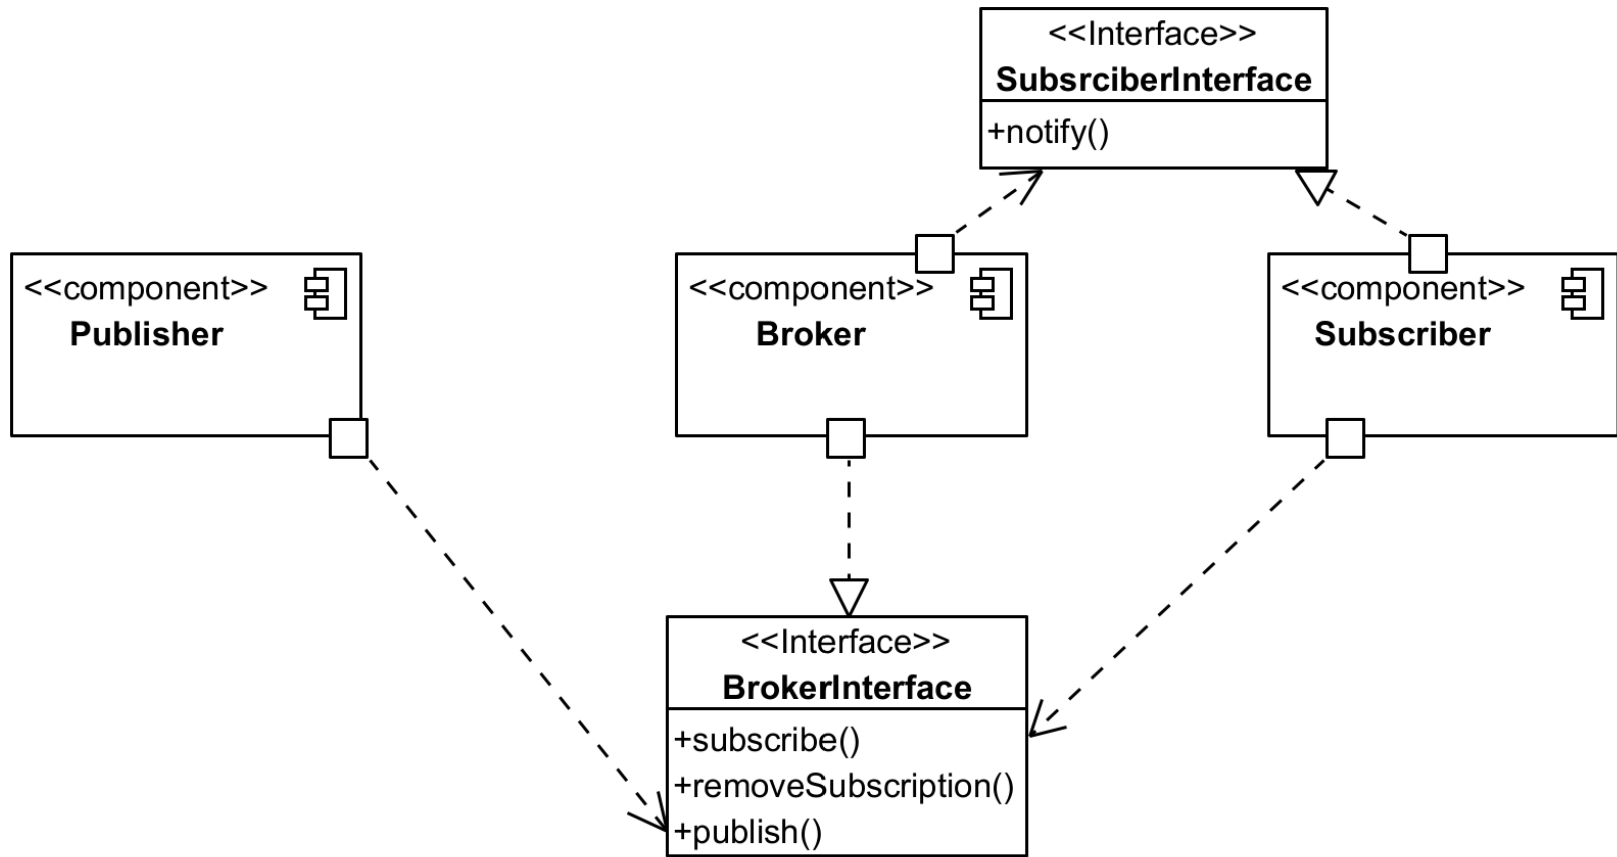 <<Interface>>
SubsrciberInterface
+notify()
<<component>>
Publisher
<<component>>
Broker
<<component>>
Subscriber
<<Interface>>
BrokerInterface
+subscribe()
+removeSubscription()
+publish()